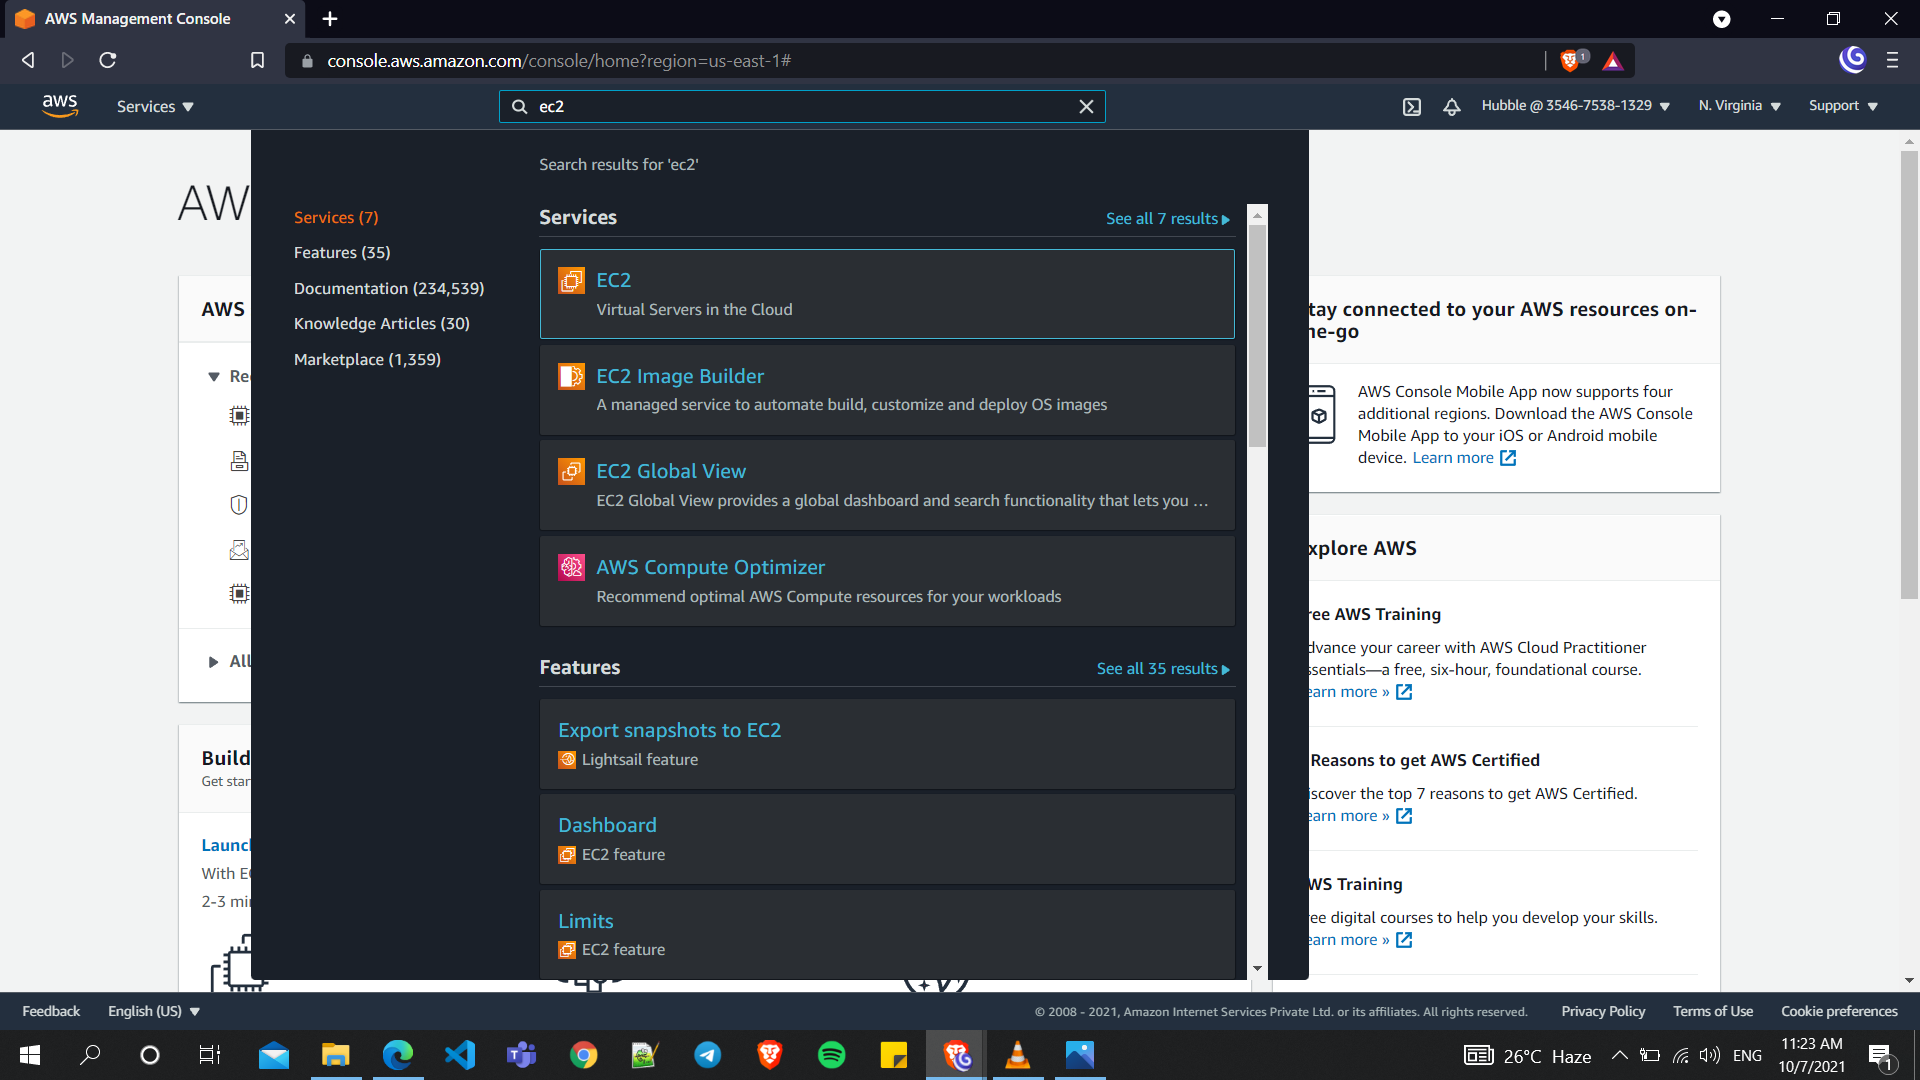 AWS Management Console
console.aws.amazon.com/console/home?region=us-east-1#
1
aws
Services
ec2
Hubble @ 3546-7538-1329
N. Virginia
Support
Search results for 'ec2'
AW
Services (7)
Features (35)
Documentation (234,539)
Knowledge Articles (30)
Marketplace (1,359)
Services
See all 7 results
EC2
Virtual Servers in the Cloud
EC2 Image Builder
A managed service to automate build, customize and deploy OS images
EC2 Global View
EC2 Global View provides a global dashboard and search functionality that lets you ...
AWS Compute Optimizer
Recommend optimal AWS Compute resources for your workloads
Features
See all 35 results
Export snapshots to EC2
Lightsail feature
Dashboard
EC2 feature
Limits
EC2 feature
AWS
Re
All
Build
Get star
Launc
With E
2-3 mi
tay connected to your AWS resources on-
he-go
AWS Console Mobile App now supports four
additional regions. Download the AWS Console
Mobile App to your iOS or Android mobile
device. Learn more
xplore AWS
ree AWS Training
dvance your career with AWS Cloud Practitioner
ssentials—a free, six-hour, foundational course.
earn more »
Reasons to get AWS Certified
iscover the top 7 reasons to get AWS Certified.
earn more »
WS Training
ree digital courses to help you develop your skills.
earn more »
Feedback
English (US)
© 2008 - 2021, Amazon Internet Services Private Ltd. or its affiliates. All rights reserved.
Privacy Policy
Terms of Use
Cookie preferences
26°C Haze
ENG
11:23 AM
10/7/2021
1